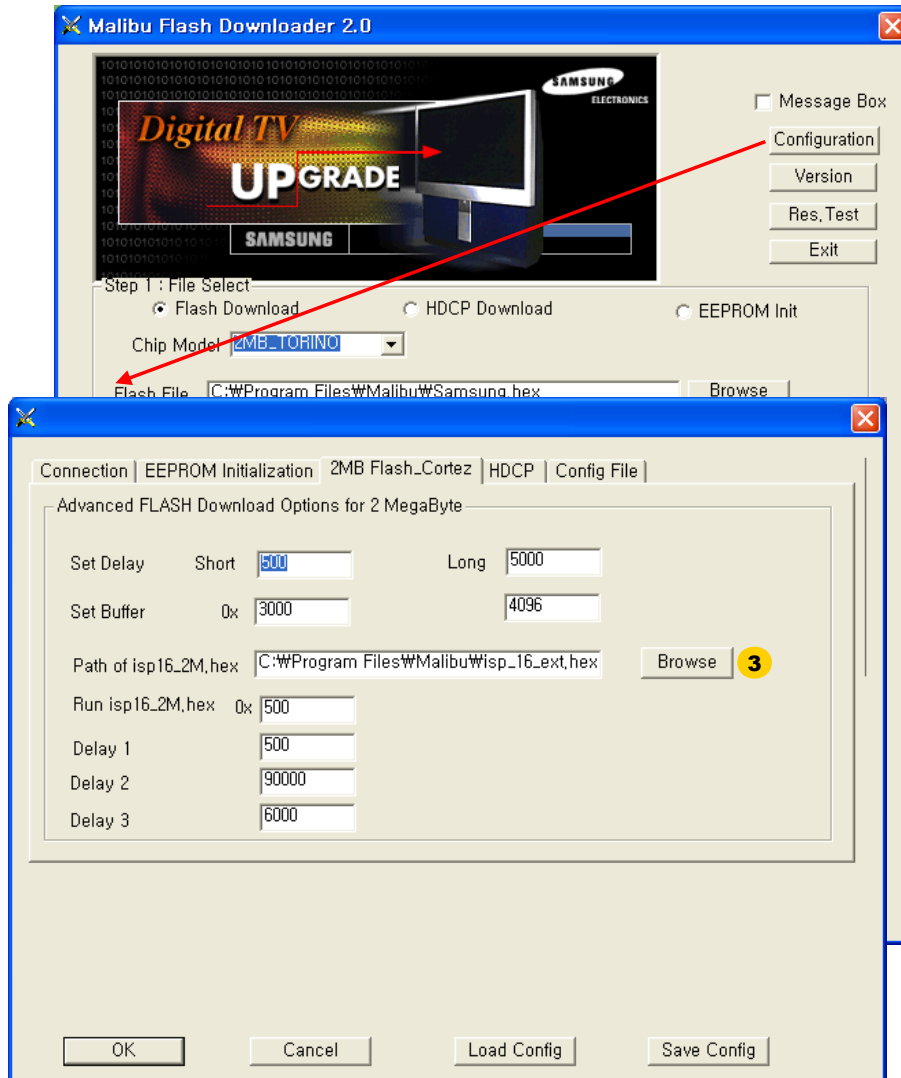 Malibu Flash Downloader 2.0
SAMSUNG
ELECTRONICS
Digital TV
UPGRADE
SAMSUNG
Message Box
Configuration
Version
Res, Test
Exit
Step 1 : File Select
Flash Download
HDCP Download
EEPROM Init
Chip Model 2MB_TORINO
Flash File C:₩Program Files₩Malibu₩Samsung.hex Browse
Connection EEPROM Initialization 2MB Flash_Cortez HDCP Config File
Advanced FLASH Download Options for 2 MegaByte
Set Delay Short 500 Long 5000
Set Buffer 0x 3000 4096
Path of isp16_2M,hex C:₩Program Files₩Malibu₩isp_16_ext,hex Browse 3
Run isp16_2M,hex 0x 500
Delay 1 500
Delay 2 90000
Delay 3 6000
OK Cancel Load Config Save Config